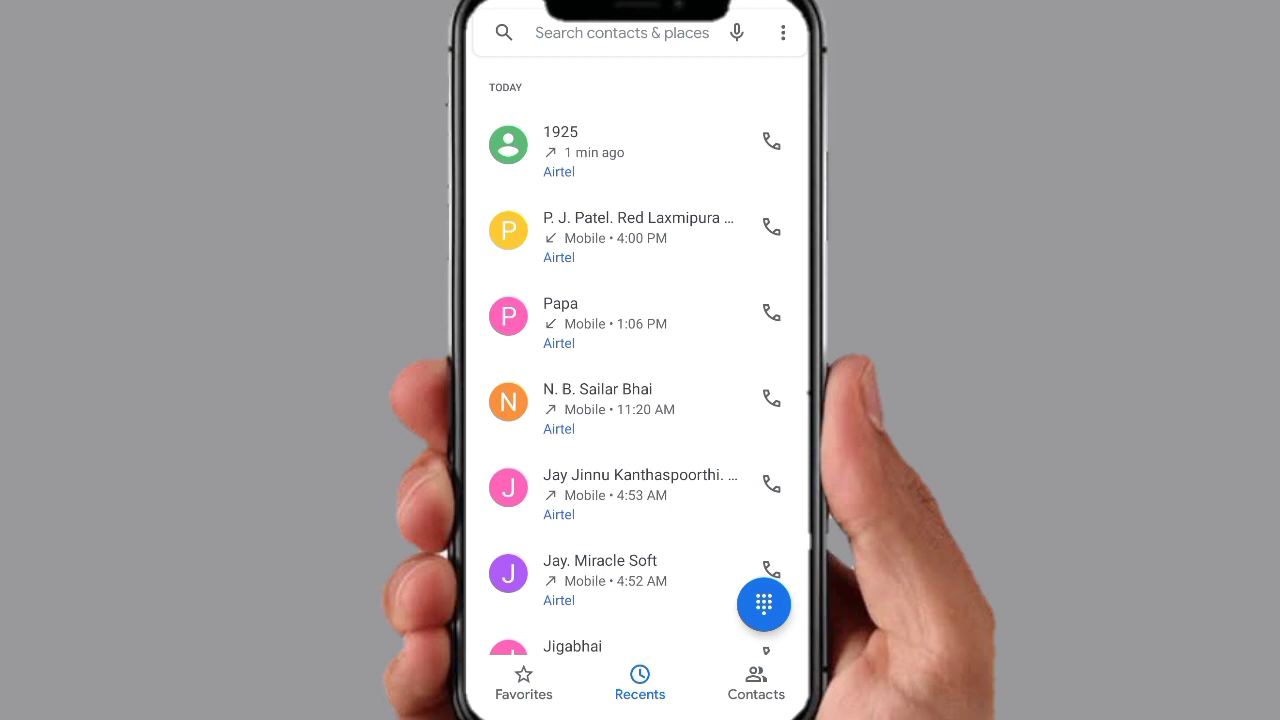 Search contacts & places
TODAY
1925
1 min ago
Airtel
P
P. J. Patel. Red Laxmipura ...
Mobile • 4:00 PM
Airtel
P
Papa
Mobile • 1:06 PM
Airtel
N
N. B. Sailar Bhai
Mobile • 11:20 AM
Airtel
J
Jay Jinnu Kanthaspoorthi. ...
Mobile • 4:53 AM
Airtel
J
Jay. Miracle Soft
Mobile • 4:52 AM
Airtel
Jigabhai
Favorites
Recents
Contacts